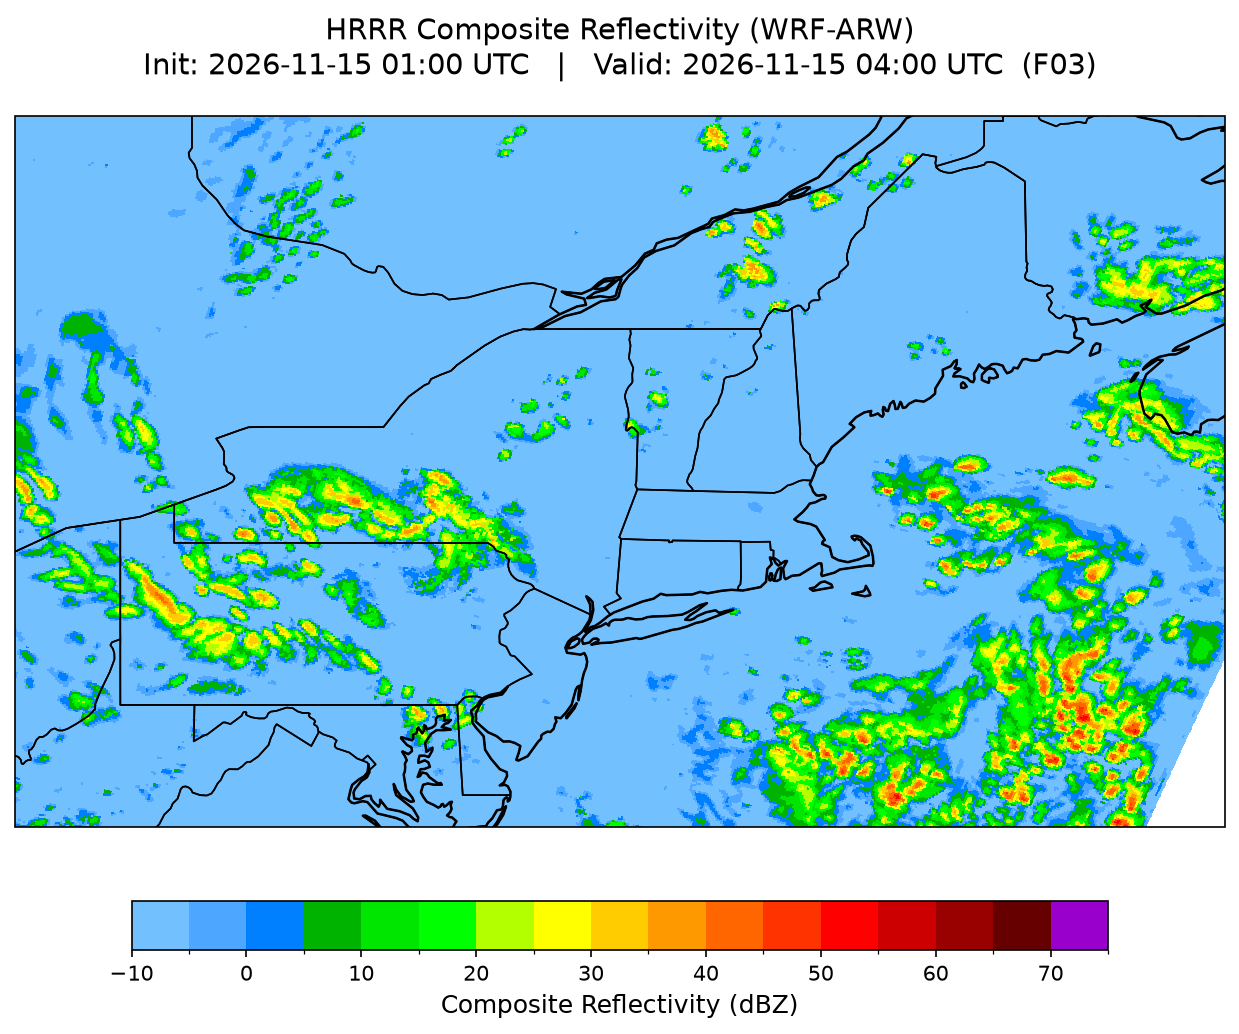 HRRR Composite Reflectivity (WRF-ARW)
Init: 2026-11-15 01:00 UTC   |   Valid: 2026-11-15 04:00 UTC  (F03)
−10 0 10 20 30 40 50 60 70
Composite Reflectivity (dBZ)